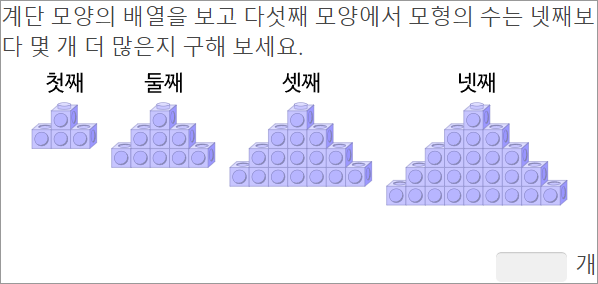 계단 모양의 배열을 보고 다섯째 모양에서 모형의 수는 넷째보
다 몇 개 더 많은지 구해 보세요.
첫째 둘째 셋째 넷째
개